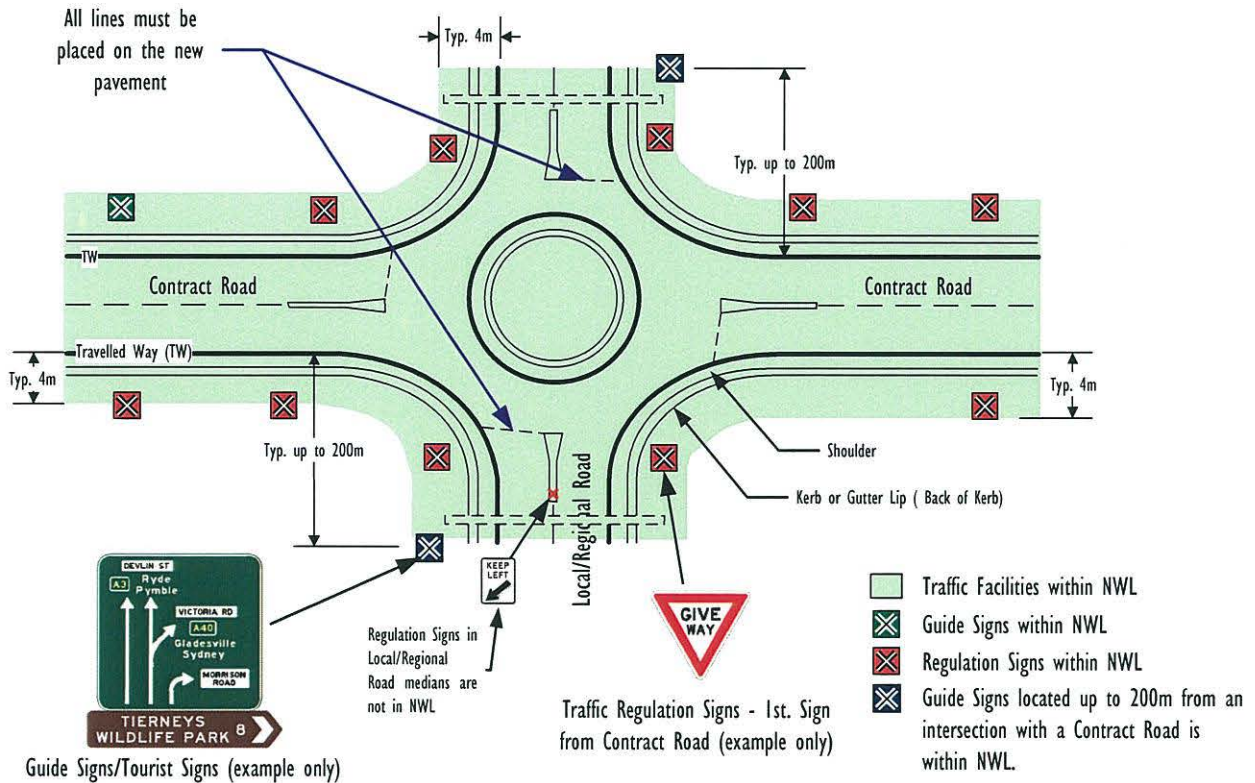 All lines must be
placed on the new
pavement
Typ. 4m
Typ. up to 200m
TW
Contract Road
Contract Road
Travelled Way (TW)
Typ. 4m
Typ. 4m
Typ. up to 200m
Shoulder
Kerb or Gutter Lip ( Back of Kerb)
Local/Regional Road
DEVLIN ST
A3
Ryde
Pymble
VICTORIA RD
A40
Gladesville
Sydney
MORRISON
ROAD
TIERNEYS
WILDLIFE PARK 8
Guide Signs/Tourist Signs (example only)
KEEP
LEFT
Regulation Signs in
Local/Regional
Road medians are
not in NWL
GIVE
WAY
Traffic Regulation Signs - 1st. Sign
from Contract Road (example only)
Traffic Facilities within NWL
Guide Signs within NWL
Regulation Signs within NWL
Guide Signs located up to 200m from an
intersection with a Contract Road is
within NWL.